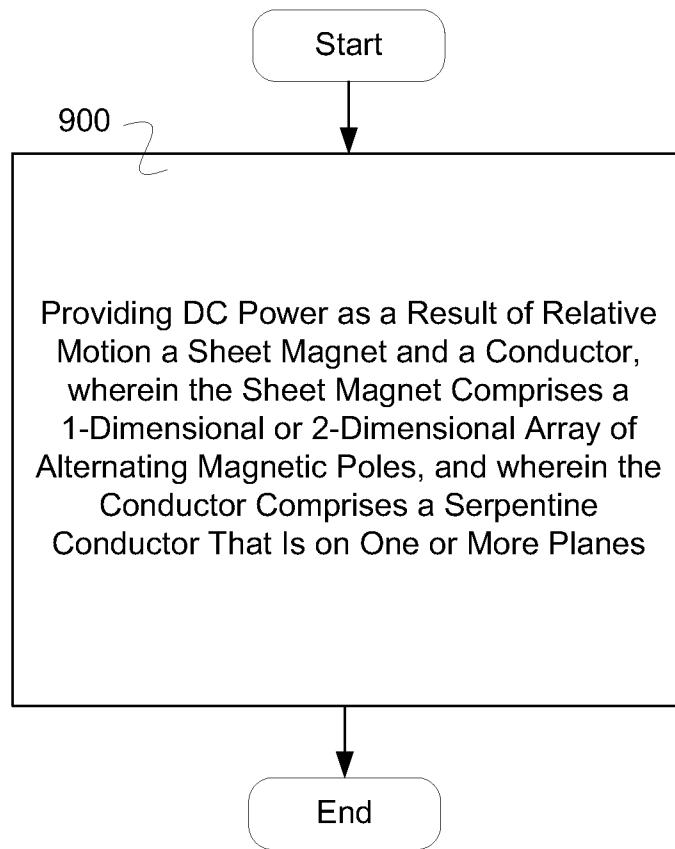 Start
900
Providing DC Power as a Result of Relative
Motion a Sheet Magnet and a Conductor,
wherein the Sheet Magnet Comprises a
1-Dimensional or 2-Dimensional Array of
Alternating Magnetic Poles, and wherein the
Conductor Comprises a Serpentine
Conductor That Is on One or More Planes
End